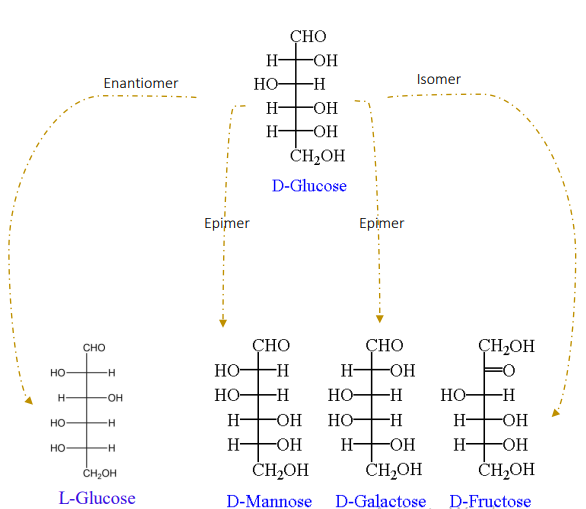 CHO
H OH
HO H
H OH
H OH
CH₂OH
D-Glucose
Enantiomer
Isomer
Epimer
Epimer
CHO
HO H
H OH
HO H
HO H
CH₂OH
L-Glucose
CHO
HO H
HO H
H OH
H OH
CH₂OH
D-Mannose
CHO
H OH
HO H
HO H
H OH
CH₂OH
D-Galactose
CH₂OH
O
HO H
H OH
H OH
CH₂OH
D-Fructose